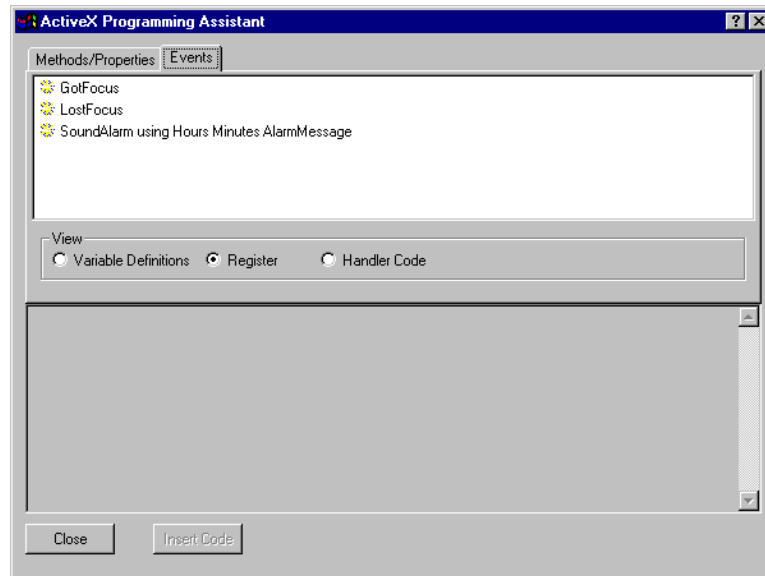 ActiveX Programming Assistant
Methods/Properties Events
GotFocus
LostFocus
SoundAlarm using Hours Minutes AlarmMessage
View
Variable Definitions Register Handler Code
Close Insert Code